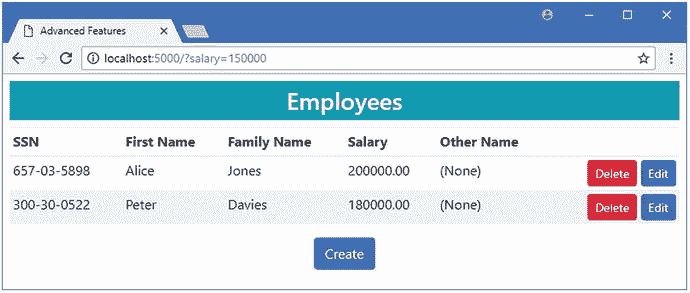 Advanced Features
localhost:5000/?salary=150000
Employees
SSN First Name Family Name Salary Other Name
657-03-5898 Alice Jones 200000.00 (None) Delete Edit
300-30-0522 Peter Davies 180000.00 (None) Delete Edit
Create